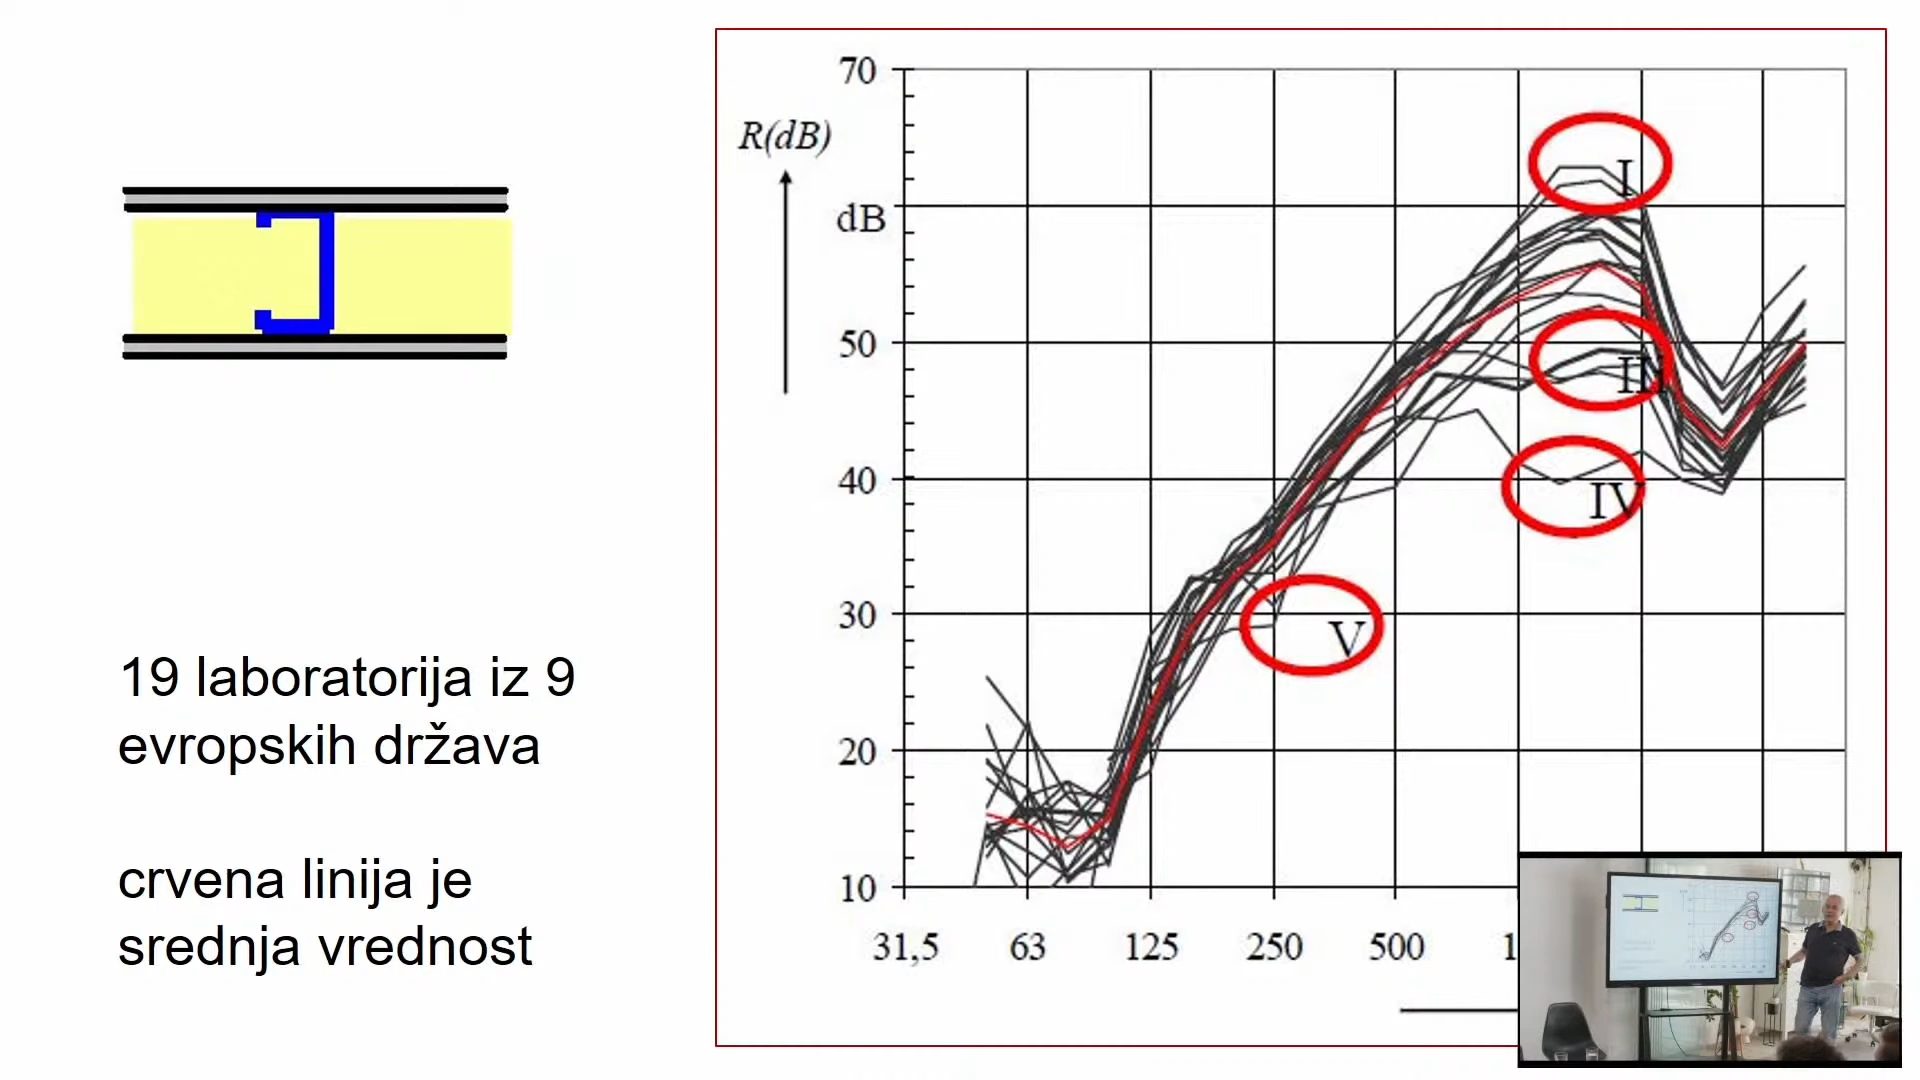 19 laboratorija iz 9
evropskih država
crvena linija je
srednja vrednost
R(dB)
70
dB
50
40
30
20
10
31,5 63 125 250 500
I
III
IV
V